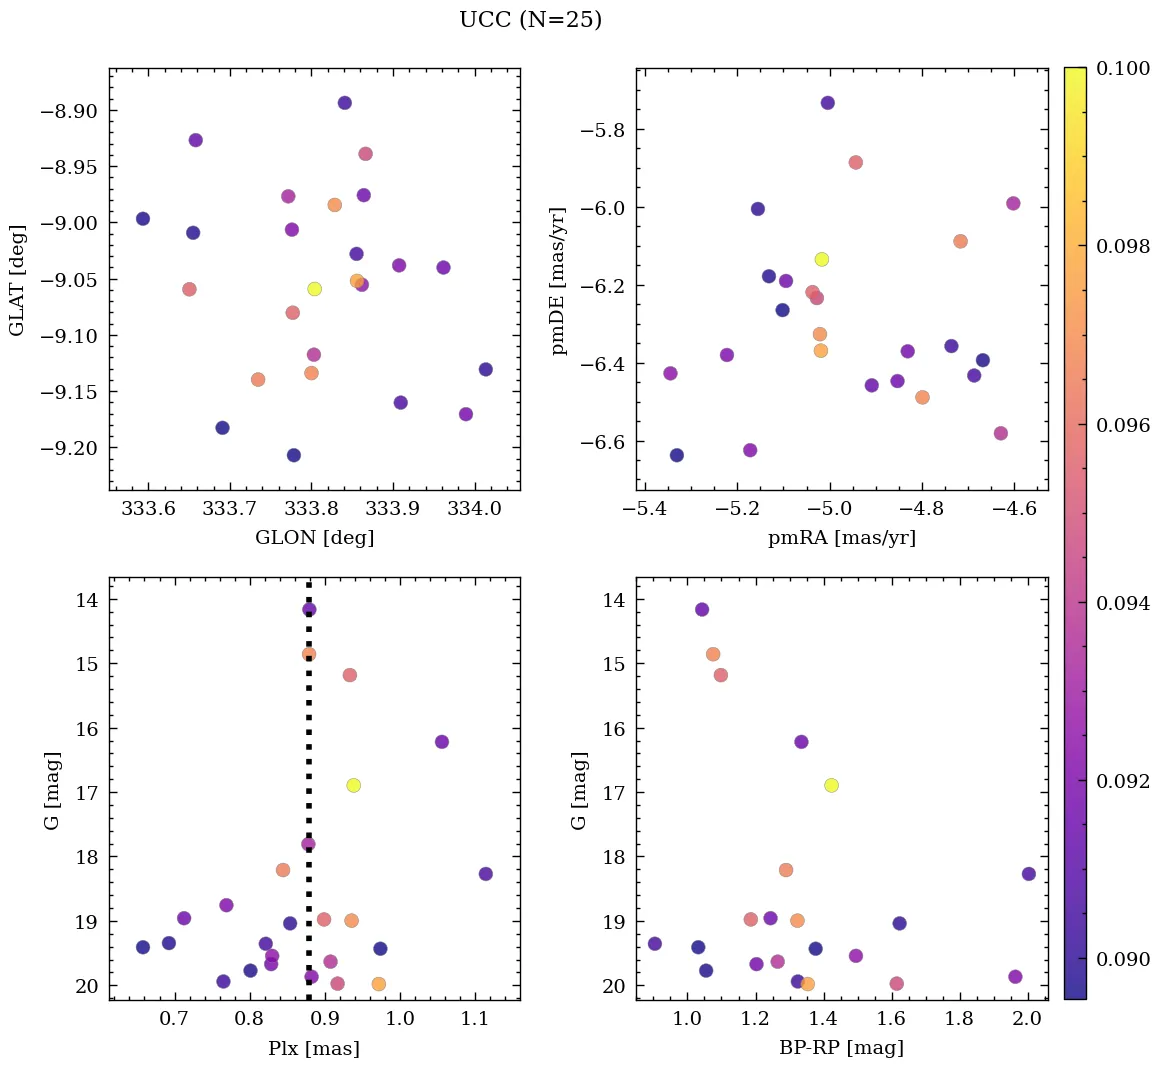 UCC (N=25)
GLAT [deg]
−8.90
−8.95
−9.00
−9.05
−9.10
−9.15
−9.20
333.6 333.7 333.8 333.9 334.0
GLON [deg]
pmDE [mas/yr]
−5.8
−6.0
−6.2
−6.4
−6.6
−5.4 −5.2 −5.0 −4.8 −4.6
pmRA [mas/yr]
G [mag]
14
15
16
17
18
19
20
0.7 0.8 0.9 1.0 1.1
Plx [mas]
G [mag]
14
15
16
17
18
19
20
1.0 1.2 1.4 1.6 1.8 2.0
BP-RP [mag]
0.100
0.098
0.096
0.094
0.092
0.090